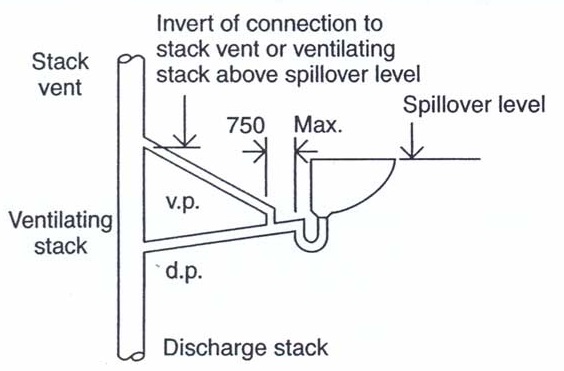 Invert of connection to
stack vent or ventilating
stack above spillover level
Stack
vent
Spillover level
750 Max.
v.p.
Ventilating
stack
d.p.
Discharge stack